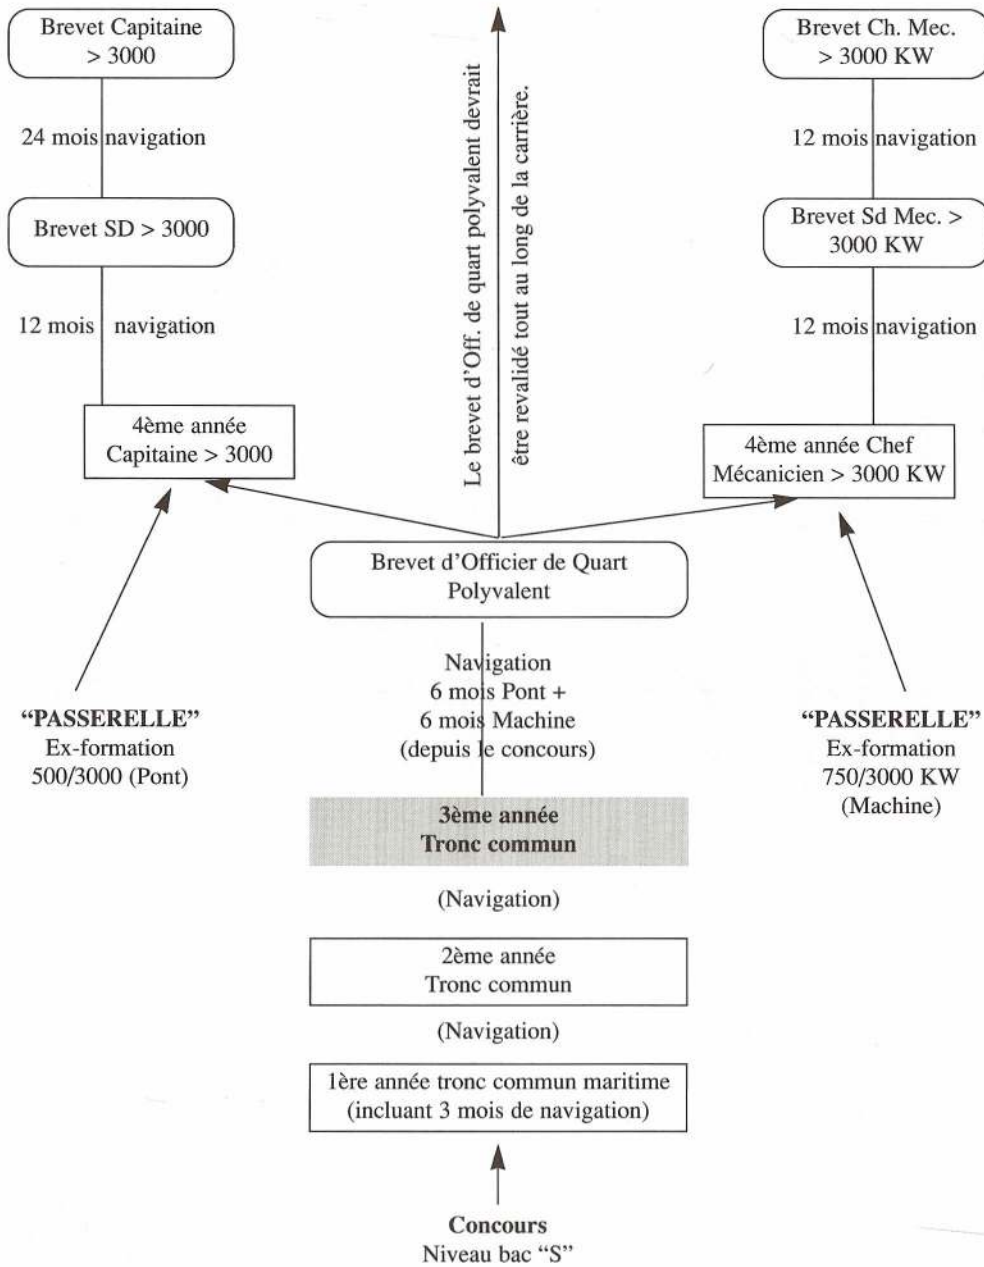 Brevet Capitaine
> 3000
24 mois navigation
Brevet SD > 3000
12 mois navigation
4ème année
Capitaine > 3000
Le brevet d'Off. de quart polyvalent devrait
être revalidé tout au long de la carrière.
Brevet Ch. Mec.
> 3000 KW
12 mois navigation
Brevet Sd Mec. >
3000 KW
12 mois navigation
4ème année Chef
Mécanicien > 3000 KW
Brevet d'Officier de Quart
Polyvalent
Navigation
6 mois Pont +
6 mois Machine
(depuis le concours)
“PASSERELLE”
Ex-formation
500/3000 (Pont)
“PASSERELLE”
Ex-formation
750/3000 KW
(Machine)
3ème année
Tronc commun
(Navigation)
2ème année
Tronc commun
(Navigation)
1ère année tronc commun maritime
(incluant 3 mois de navigation)
Concours
Niveau bac “S”